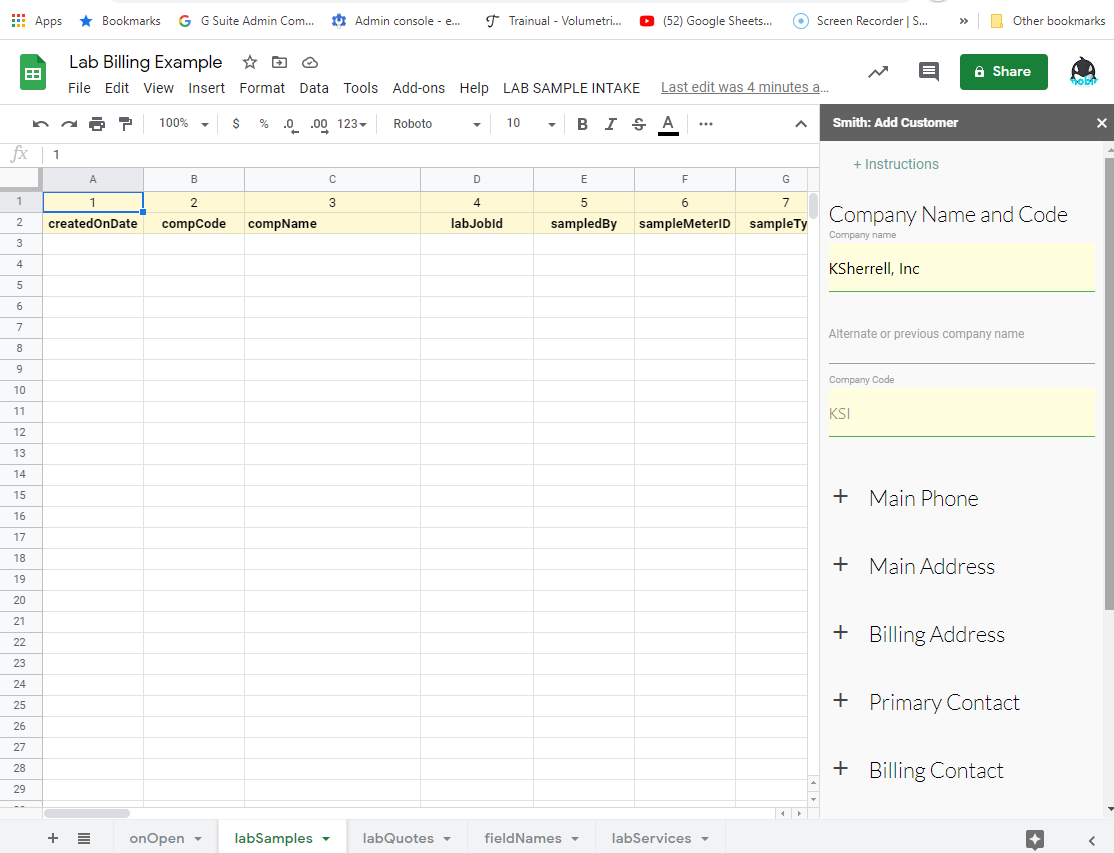 Apps Bookmarks G Suite Admin Com... Admin console - e... Trainual - Volumetri... (52) Google Sheets... Screen Recorder | S... » Other bookmarks
Lab Billing Example
File Edit View Insert Format Data Tools Add-ons Help LAB SAMPLE INTAKE Last edit was 4 minutes a...
Share
100% $ % .0 .00 123 Roboto 10 B I S A ...
Smith: Add Customer
fx 1
A B C D E F G
1 1 2 3 4 5 6 7
2 createdOnDate compCode compName labJobId sampledBy sampleMeterID sampleTy
3
4
5
6
7
8
9
10
11
12
13
14
15
16
17
18
19
20
21
22
23
24
25
26
27
28
29
+ Instructions
Company Name and Code
Company name
KSherrell, Inc
Alternate or previous company name
Company Code
KSI
+ Main Phone
+ Main Address
+ Billing Address
+ Primary Contact
+ Billing Contact
+ onOpen labSamples labQuotes fieldNames labServices